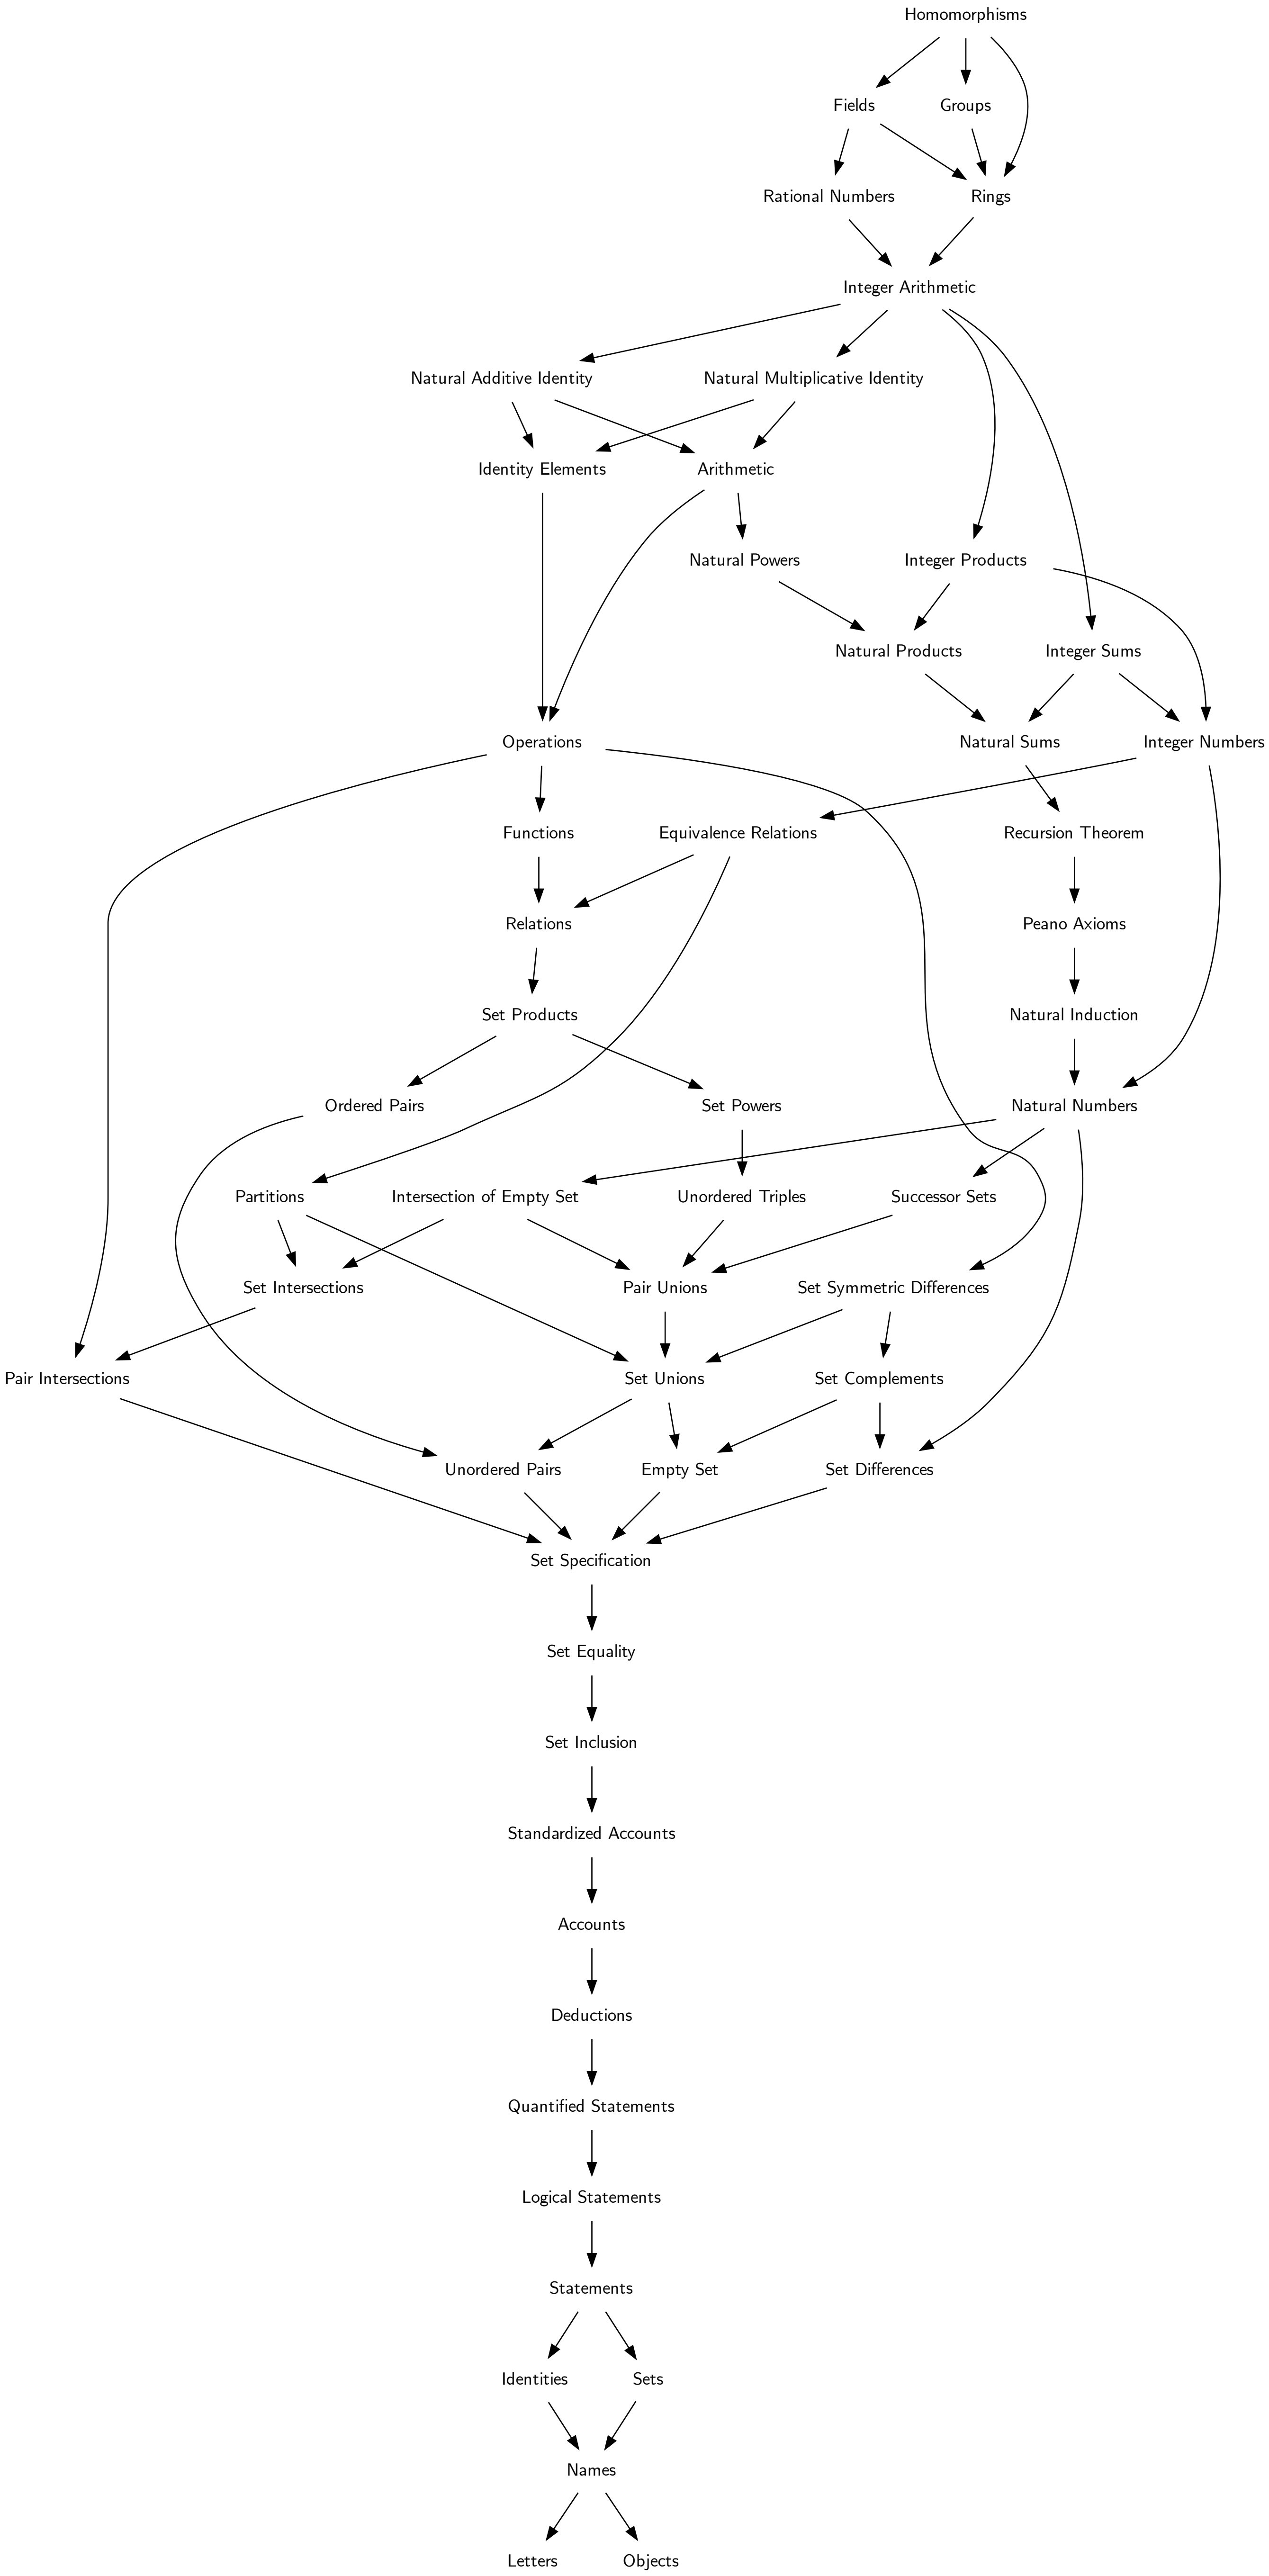 Homomorphisms
Fields
Groups
Rational Numbers
Rings
Integer Arithmetic
Natural Additive Identity
Natural Multiplicative Identity
Identity Elements
Arithmetic
Natural Powers
Integer Products
Natural Products
Integer Sums
Operations
Natural Sums
Integer Numbers
Functions
Equivalence Relations
Recursion Theorem
Relations
Peano Axioms
Set Products
Natural Induction
Ordered Pairs
Set Powers
Natural Numbers
Partitions
Intersection of Empty Set
Unordered Triples
Successor Sets
Set Intersections
Pair Unions
Set Symmetric Differences
Pair Intersections
Set Unions
Set Complements
Unordered Pairs
Empty Set
Set Differences
Set Specification
Set Equality
Set Inclusion
Standardized Accounts
Accounts
Deductions
Quantified Statements
Logical Statements
Statements
Identities
Sets
Names
Letters
Objects